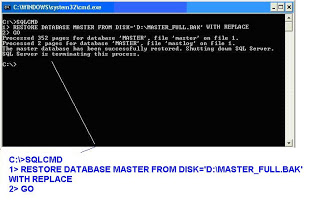 C:\WINDOWS\system32\cmd.exe
C:\>SQLCMD
1> RESTORE DATABASE MASTER FROM DISK='D:\MASTER_FULL.BAK' WITH REPLACE
2> GO
Processed 352 pages for database 'MASTER', file 'master' on file 1.
Processed 2 pages for database 'MASTER', file 'mastlog' on file 1.
The master database has been successfully restored. Shutting down SQL Server.
SQL Server is terminating this process.
C:\>
C:\>SQLCMD
1> RESTORE DATABASE MASTER FROM DISK='D:\MASTER_FULL.BAK'
WITH REPLACE
2> GO